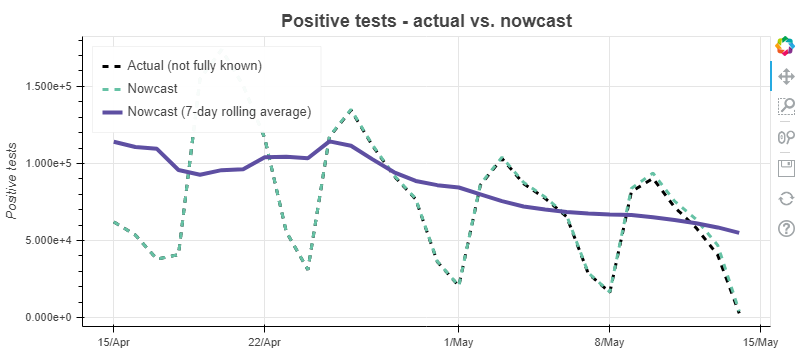 Positive tests - actual vs. nowcast
Actual (not fully known)
Nowcast
Nowcast (7-day rolling average)
Positive tests
1.500e+5
1.000e+5
5.000e+4
0.000e+0
15/Apr
22/Apr
1/May
8/May
15/May